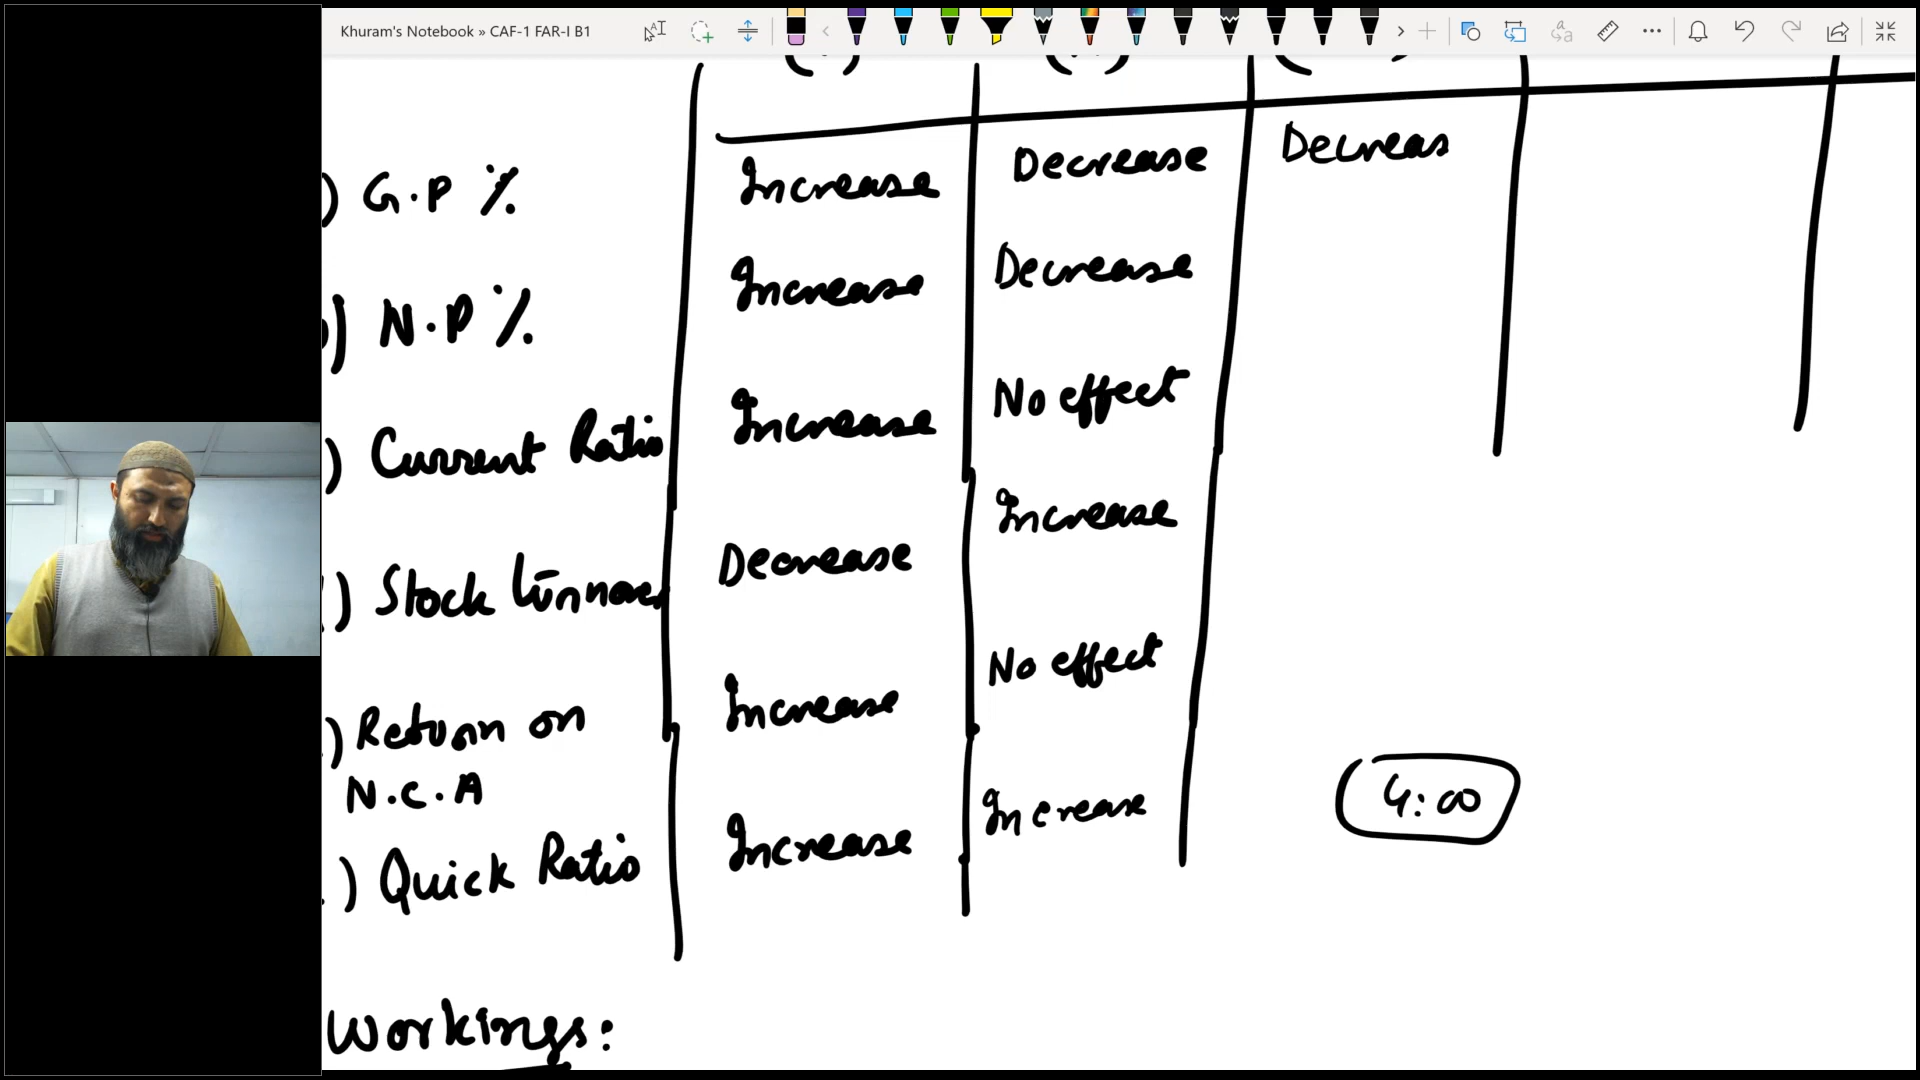 Khuram's Notebook » CAF-1 FAR-I B1
) G.P %
Increase
Decrease
Decreas
) N.P %
Increase
Decrease
) Current Ratio
Increase
No effect
) Stock turnover
Decrease
Increase
) Return on
N.C.A
Increase
No effect
) Quick Ratio
Increase
Increase
4:00
Workings: